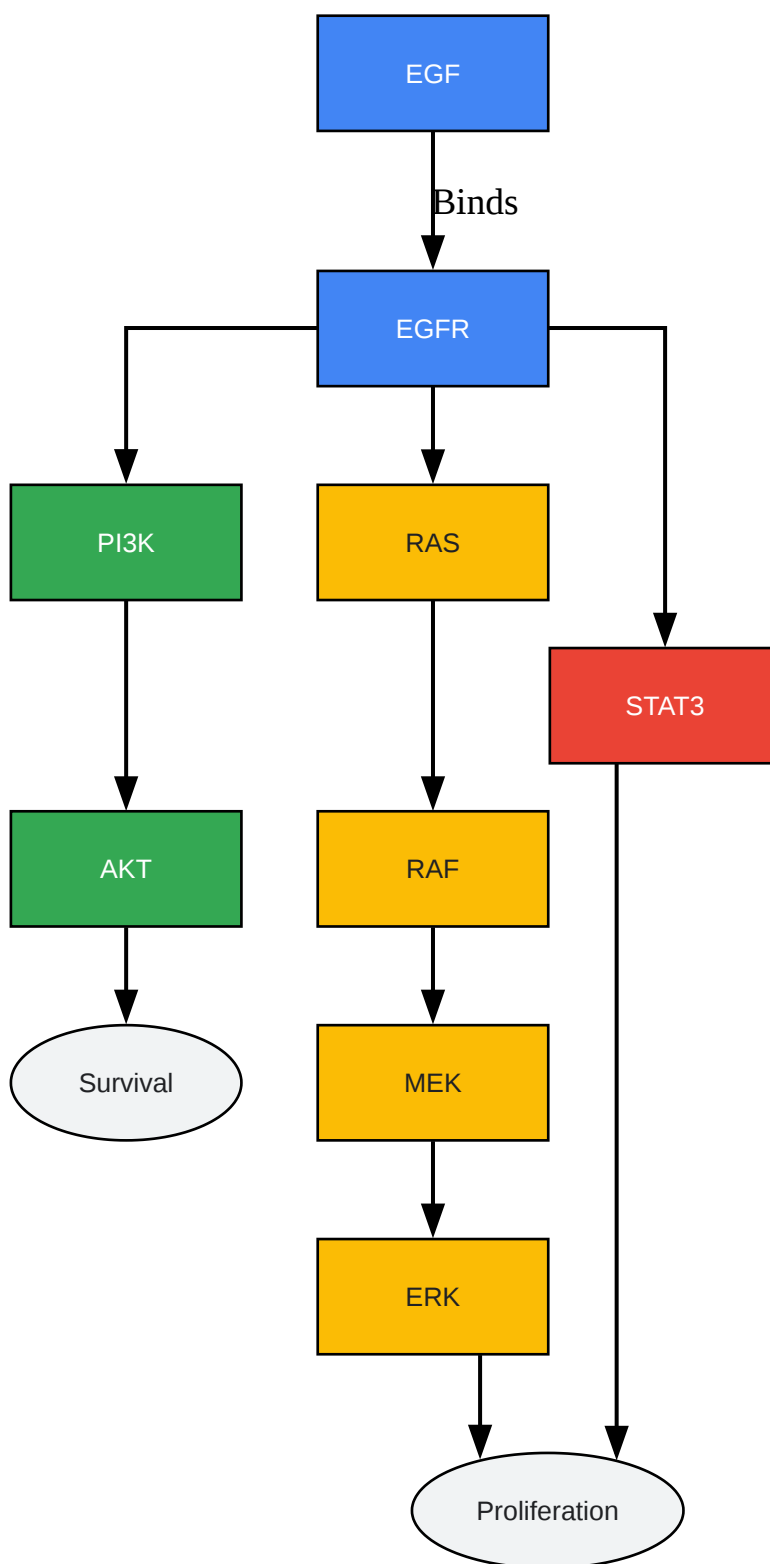 EGF
Binds
EGFR
PI3K
RAS
STAT3
AKT
RAF
Survival
MEK
ERK
Proliferation